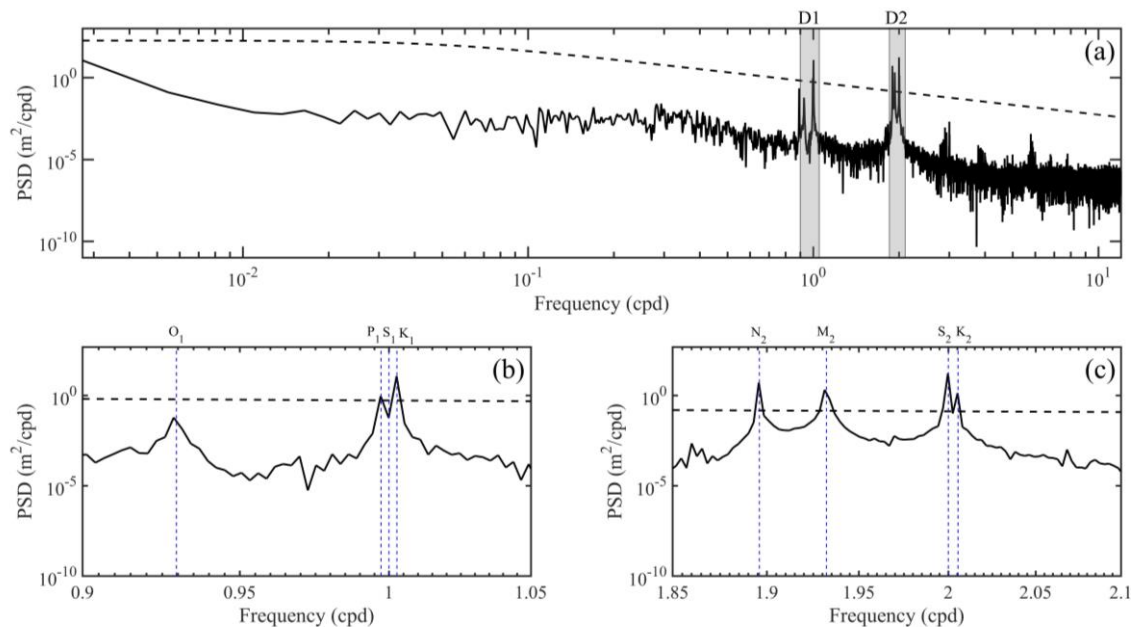 D1 D2
(a)
10⁰
10⁻⁵
10⁻¹⁰
PSD (m²/cpd)
10⁻² 10⁻¹ 10⁰ 10¹
Frequency (cpd)
O₁ P₁ S₁ K₁
(b)
10⁰
10⁻⁵
10⁻¹⁰
PSD (m²/cpd)
0.9 0.95 1 1.05
Frequency (cpd)
N₂ M₂ S₂ K₂
(c)
10⁰
10⁻⁵
10⁻¹⁰
PSD (m²/cpd)
1.85 1.9 1.95 2 2.05 2.1
Frequency (cpd)